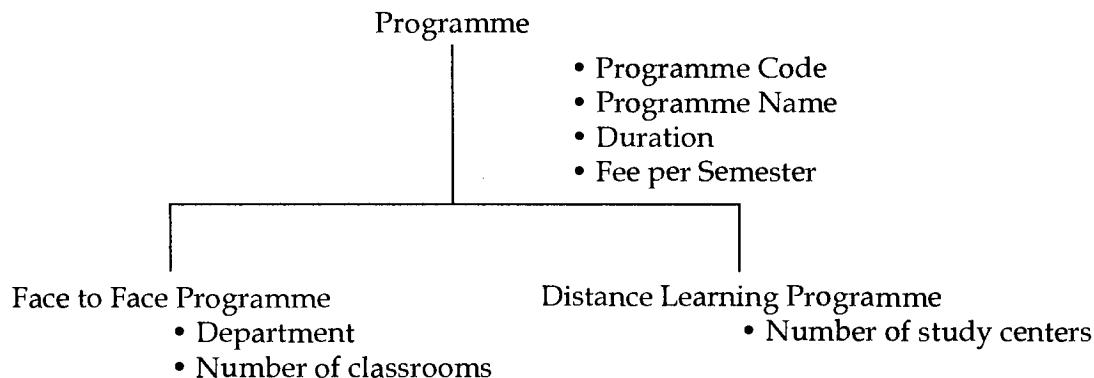 Programme
• Programme Code
• Programme Name
• Duration
• Fee per Semester
Face to Face Programme
• Department
• Number of classrooms
Distance Learning Programme
• Number of study centers